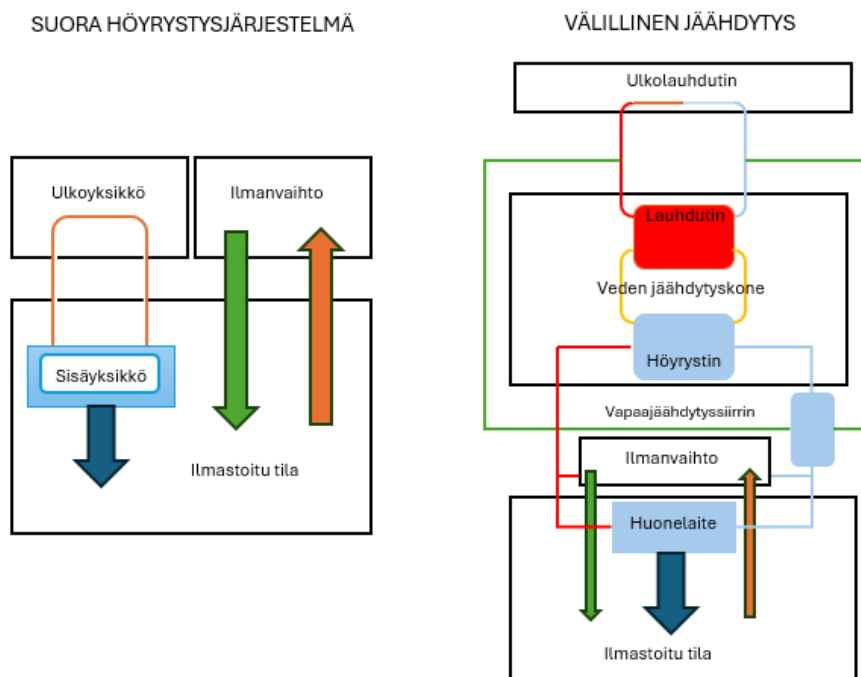 SUORA HÖYRYSTYSJÄRJESTELMÄ
Ulkoyksikkö
Ilmanvaihto
Sisäyksikkö
Ilmastoitu tila
VÄLILLINEN JÄÄHDYTYS
Ulkolauhdutin
Lauhdutin
Veden jäähdytyskone
Höyrystin
Vapaajäähdytyssiirrin
Ilmanvaihto
Huonelaite
Ilmastoitu tila